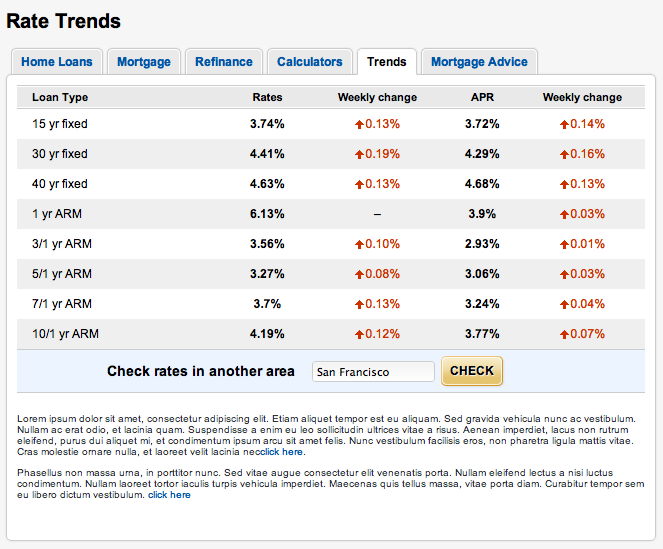 Rate Trends
Home Loans Mortgage Refinance Calculators Trends Mortgage Advice
Loan Type Rates Weekly change APR Weekly change
15 yr fixed 3.74% 0.13% 3.72% 0.14%
30 yr fixed 4.41% 0.19% 4.29% 0.16%
40 yr fixed 4.63% 0.13% 4.68% 0.13%
1 yr ARM 6.13% – 3.9% 0.03%
3/1 yr ARM 3.56% 0.10% 2.93% 0.01%
5/1 yr ARM 3.27% 0.08% 3.06% 0.03%
7/1 yr ARM 3.7% 0.13% 3.24% 0.04%
10/1 yr ARM 4.19% 0.12% 3.77% 0.07%
Check rates in another area San Francisco CHECK
Lorem ipsum dolor sit amet, consectetur adipiscing elit. Etiam aliquet tempor est eu aliquam. Sed gravida vehicula nunc ac vestibulum.
Nullam ac erat odio, et lacinia quam. Suspendisse a enim eu leo sollicitudin ultrices vitae a risus. Aenean imperdiet, lacus non rutrum
eleifend, purus dui aliquet mi, et condimentum ipsum arcu sit amet felis. Nunc vestibulum facilisis eros, non pharetra ligula mattis vitae.
Cras molestie ornare nulla, et laoreet velit lacinia necclick here.
Phasellus non massa urna, in porttitor nunc. Sed vitae augue consectetur elit venenatis porta. Nullam eleifend lectus a nisi luctus
condimentum. Nullam laoreet tortor iaculis turpis vehicula imperdiet. Maecenas quis tellus massa, vitae porta diam. Curabitur tempor sem
eu libero dictum vestibulum. click here